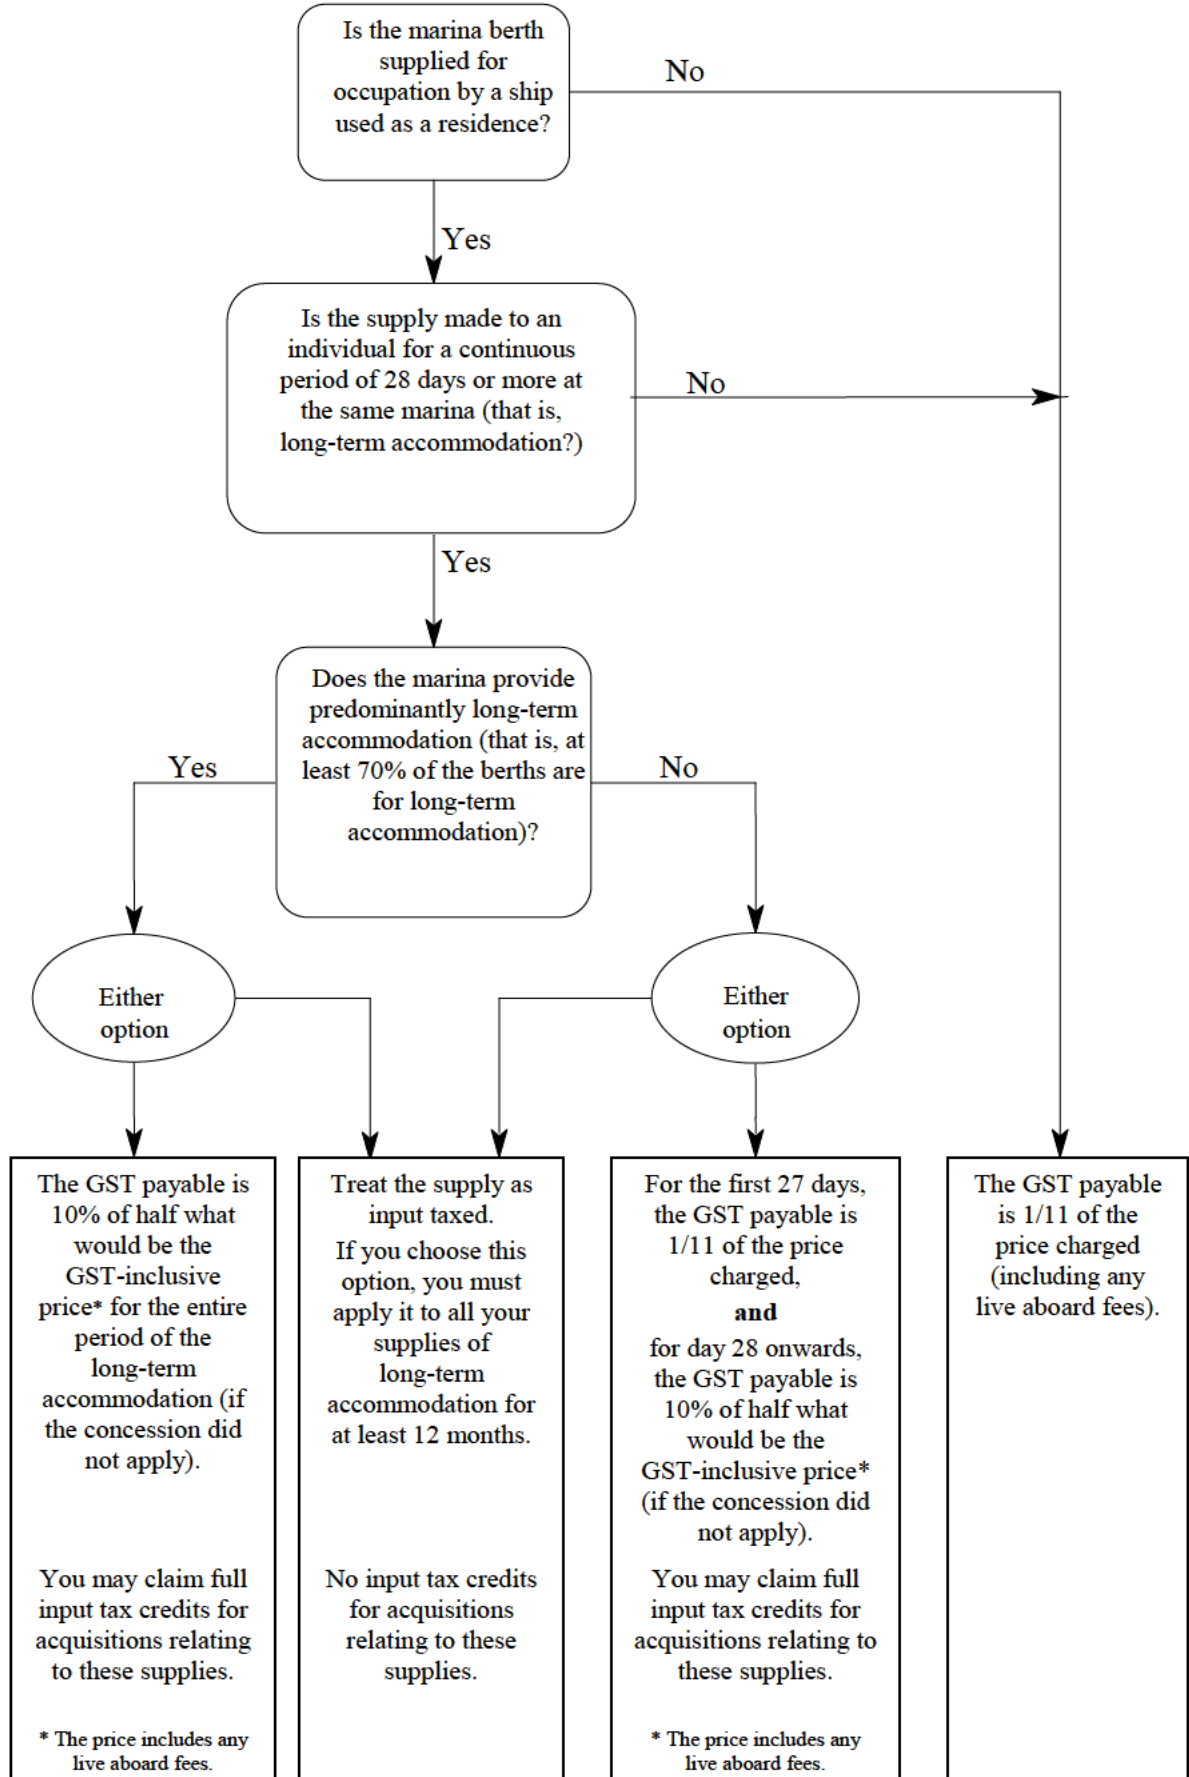 Is the marina berth
supplied for
occupation by a ship
used as a residence?
No
Yes
Is the supply made to an
individual for a continuous
period of 28 days or more at
the same marina (that is,
long-term accommodation?)
No
Yes
Does the marina provide
predominantly long-term
accommodation (that is, at
least 70% of the berths are
for long-term
accommodation)?
Yes
No
Either
option
Either
option
The GST payable is
10% of half what
would be the
GST-inclusive
price* for the entire
period of the
long-term
accommodation (if
the concession did
not apply).
You may claim full
input tax credits for
acquisitions relating
to these supplies.
* The price includes any
live aboard fees.
Treat the supply as
input taxed.
If you choose this
option, you must
apply it to all your
supplies of
long-term
accommodation for
at least 12 months.
No input tax credits
for acquisitions
relating to these
supplies.
For the first 27 days,
the GST payable is
1/11 of the price
charged,
and
for day 28 onwards,
the GST payable is
10% of half what
would be the
GST-inclusive price*
(if the concession did
not apply).
You may claim full
input tax credits for
acquisitions relating to
these supplies.
* The price includes any
live aboard fees.
The GST payable
is 1/11 of the
price charged
(including any
live aboard fees).